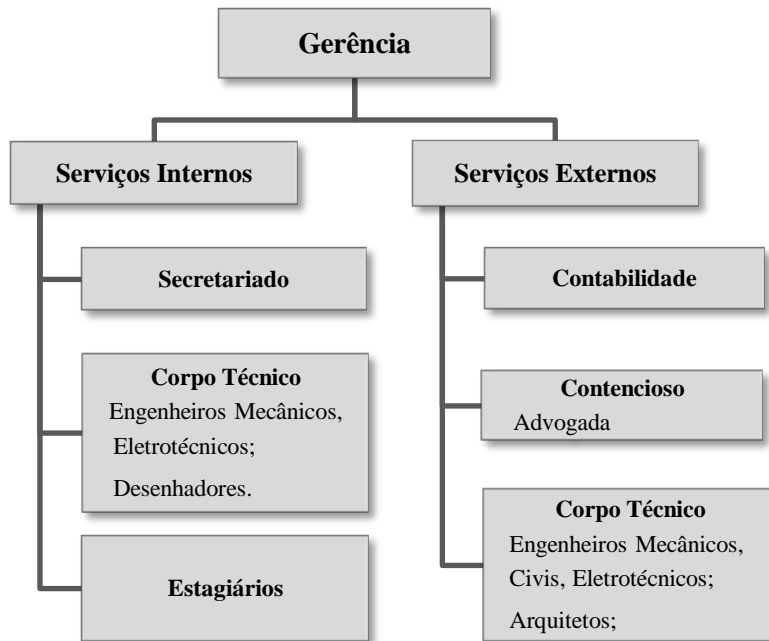 Gerência
Serviços Internos
Serviços Externos
Secretariado
Corpo Técnico
Engenheiros Mecânicos,
Eletrotécnicos;
Desenhadores.
Estagiários
Contabilidade
Contencioso
Advogada
Corpo Técnico
Engenheiros Mecânicos,
Civis, Eletrotécnicos;
Arquitetos;